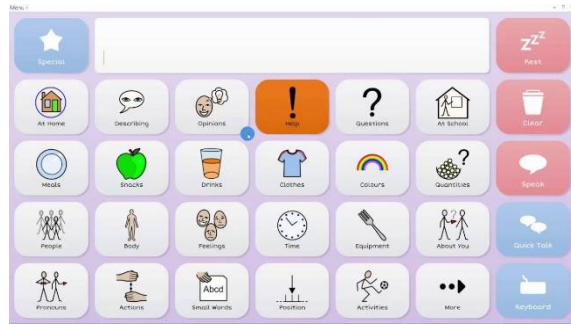 Menu
Special
zzz
Rest
At Home
Describing
Opinions
!
Help
?
Questions
At School
Clear
Meals
Snacks
Drinks
Clothes
Colours
?
Quantities
Speak
People
Body
Feelings
Time
Equipment
?
About You
Quick Talk
Pronouns
Actions
Abcd
Small Words
Position
Activities
More
Keyboard